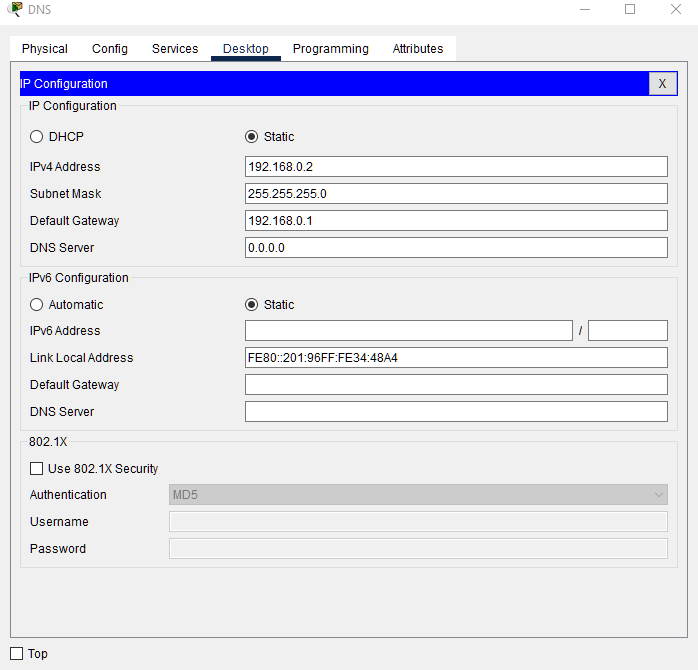 DNS
Physical Config Services Desktop Programming Attributes
IP Configuration X
IP Configuration
DHCP Static
IPv4 Address 192.168.0.2
Subnet Mask 255.255.255.0
Default Gateway 192.168.0.1
DNS Server 0.0.0.0
IPv6 Configuration
Automatic Static
IPv6 Address /
Link Local Address FE80::201:96FF:FE34:48A4
Default Gateway
DNS Server
802.1X
Use 802.1X Security
Authentication MD5
Username
Password
Top